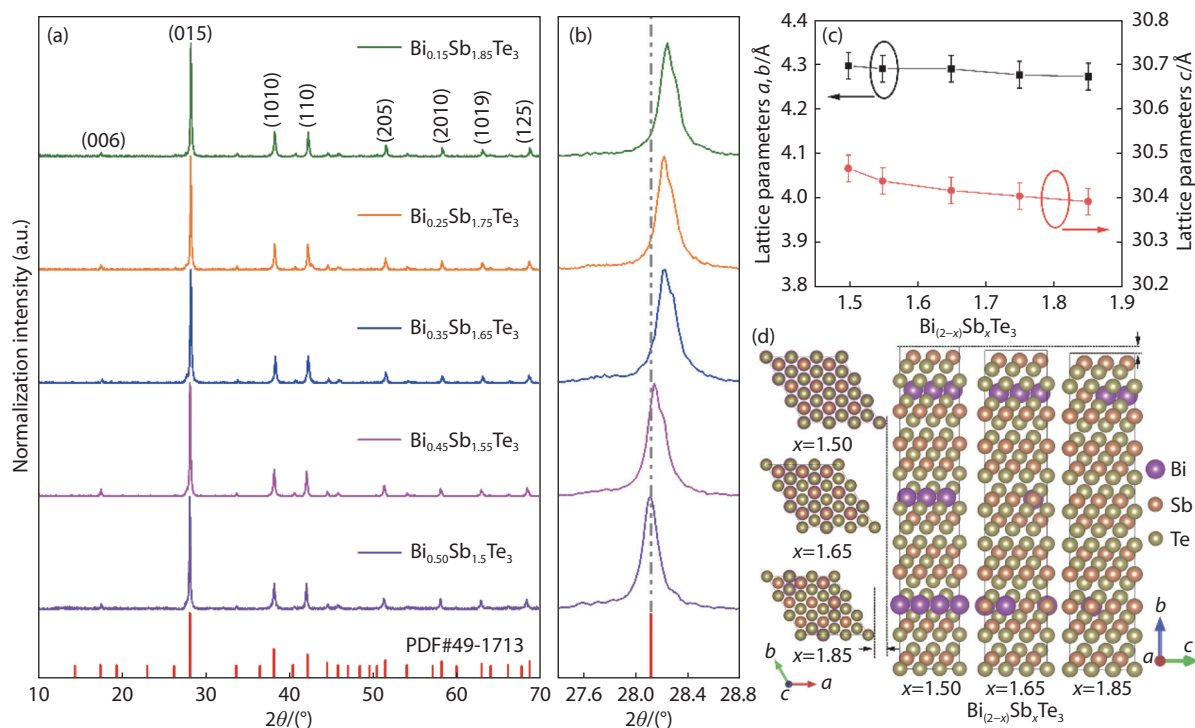 (a)
(015)
(006)
(1010)
(110)
(205)
(2010)
(1019)
(125)
Bi0.15Sb1.85Te3
Bi0.25Sb1.75Te3
Bi0.35Sb1.65Te3
Bi0.45Sb1.55Te3
Bi0.50Sb1.5Te3
PDF#49-1713
Normalization intensity (a.u.)
10 20 30 40 50 60 70
2θ/(°)
(b)
27.6 28.0 28.4 28.8
2θ/(°)
(c)
Lattice parameters a,b/Å
4.4
4.3
4.2
4.1
4.0
3.9
3.8
30.8
30.7
30.6
30.5
30.4
30.3
30.2
Lattice parameters c/Å
1.5 1.6 1.7 1.8 1.9
Bi(2−x)SbxTe3
(d)
x=1.50
x=1.65
x=1.85
b
c
a
x=1.50 x=1.65 x=1.85
Bi(2−x)SbxTe3
Bi
Sb
Te
b
a
c